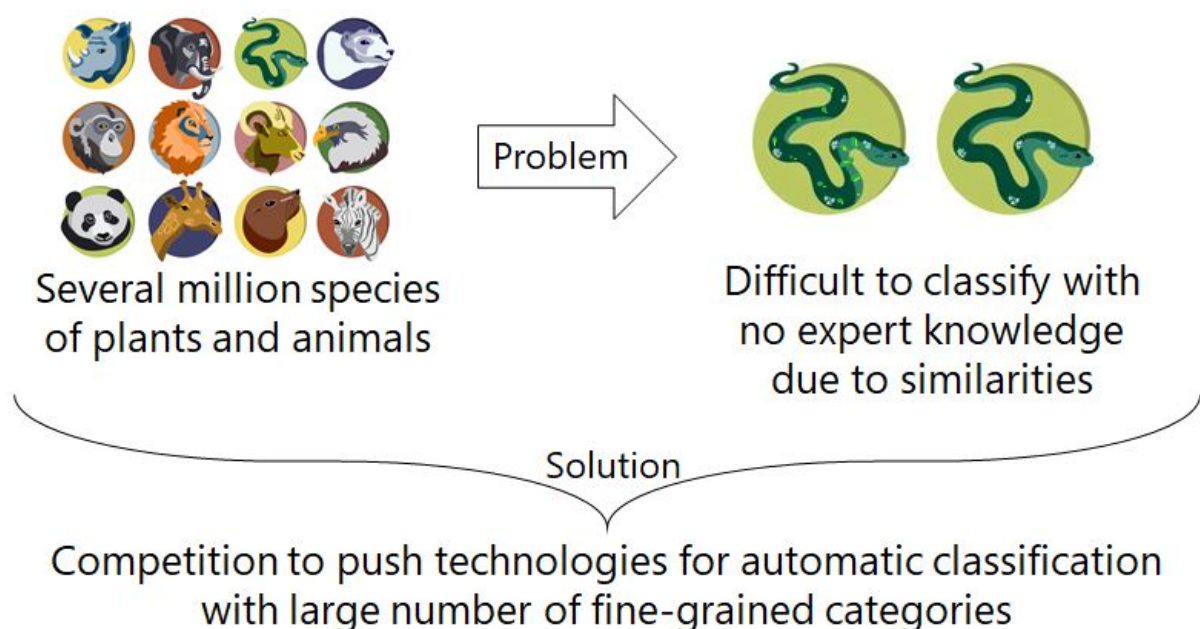 Several million species
of plants and animals
Problem
Difficult to classify with
no expert knowledge
due to similarities
Solution
Competition to push technologies for automatic classification
with large number of fine-grained categories